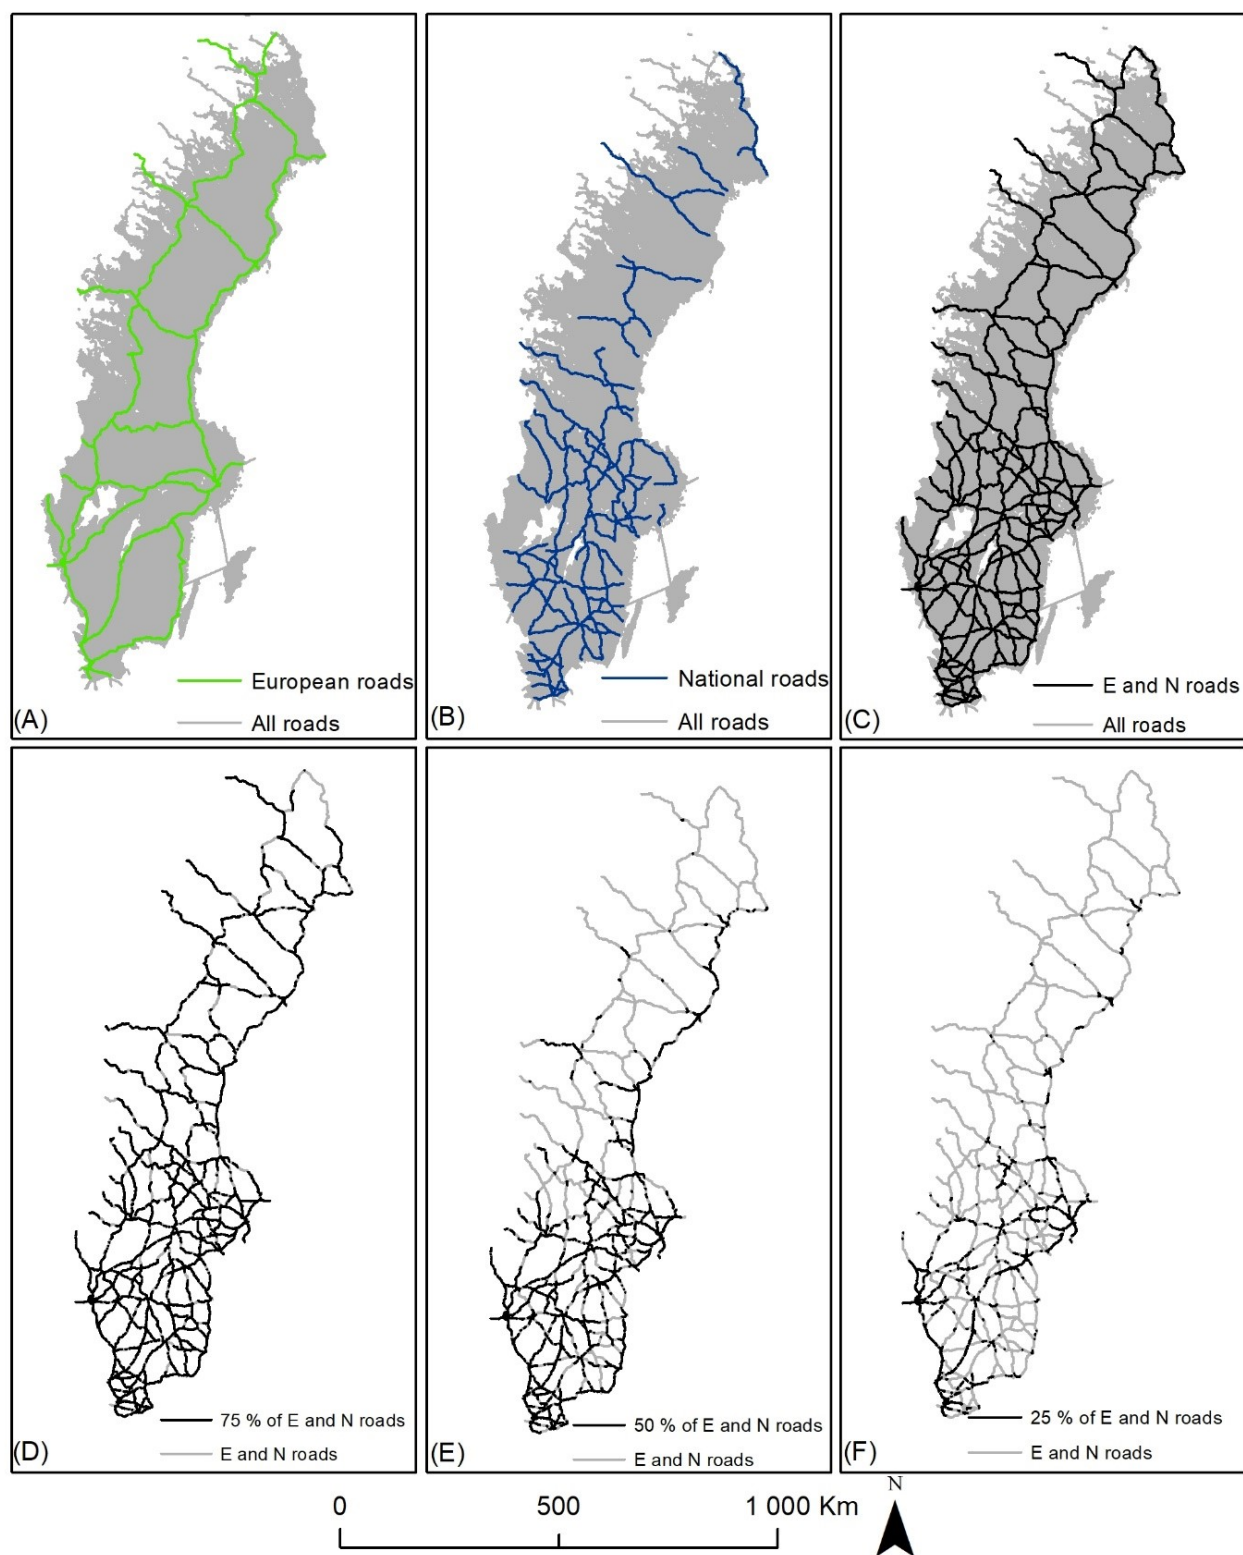 European roads
(A)
All roads
National roads
(B)
All roads
E and N roads
(C)
All roads
75 % of E and N roads
(D)
E and N roads
50 % of E and N roads
(E)
E and N roads
25 % of E and N roads
(F)
E and N roads
0
500
1 000 Km
N